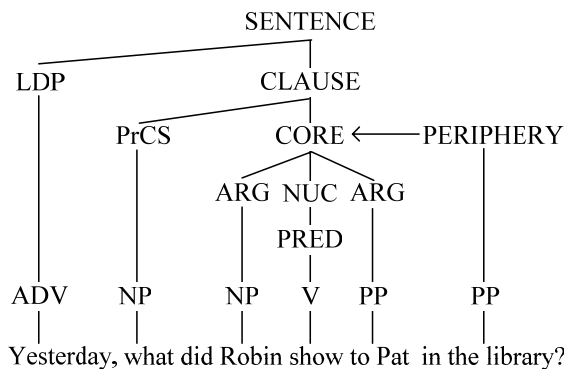 SENTENCE
LDP CLAUSE
PrCS CORE PERIPHERY
ARG NUC ARG
PRED
ADV NP NP V PP PP
Yesterday, what did Robin show to Pat in the library?